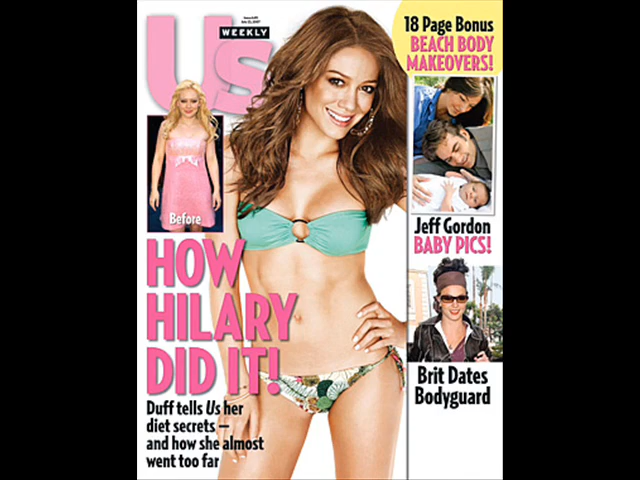 Us
WEEKLY
18 Page Bonus
BEACH BODY
MAKEOVERS!
Before
Jeff Gordon
BABY PICS!
HOW
HILARY
DID IT!
Duff tells Us her
diet secrets —
and how she almost
went too far
Brit Dates
Bodyguard